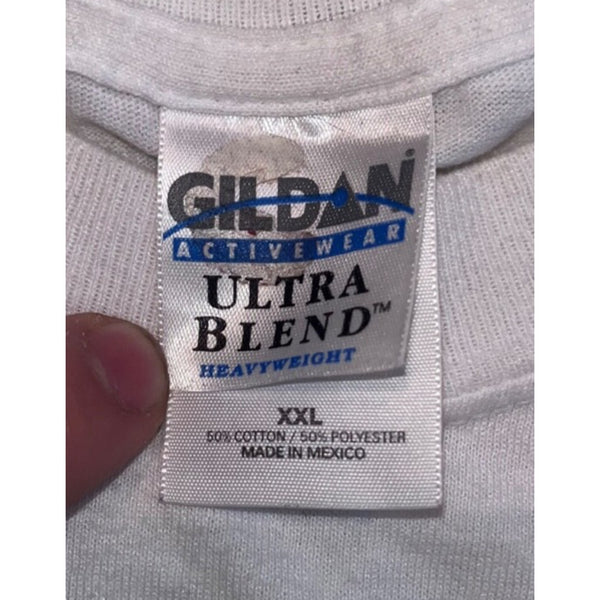 GILDAN®
ACTIVEWEAR
ULTRA
BLEND™
HEAVYWEIGHT
XXL
50% COTTON / 50% POLYESTER
MADE IN MEXICO